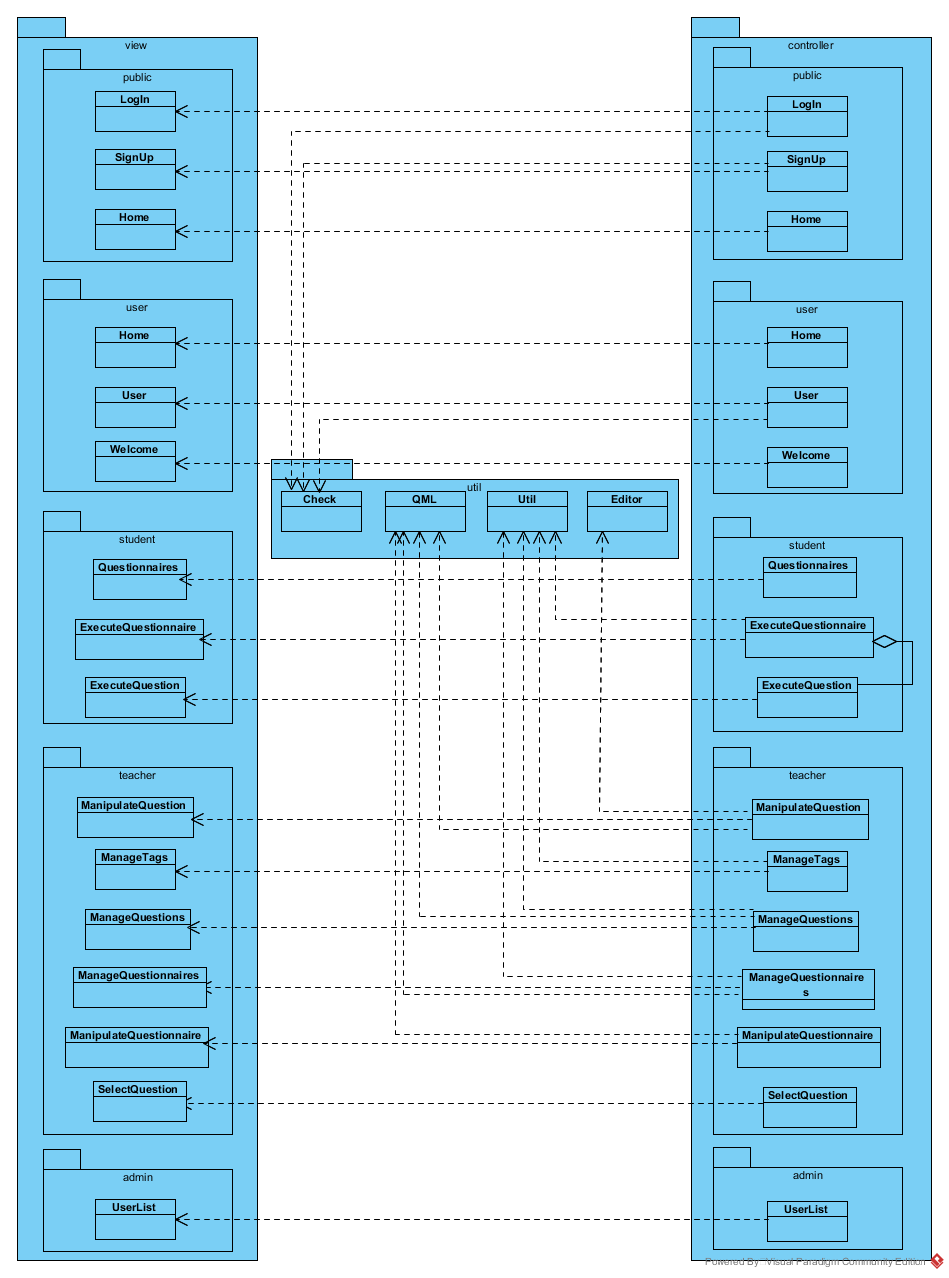 view
public
LogIn
SignUp
Home
user
Home
User
Welcome
student
Questionnaires
ExecuteQuestionnaire
ExecuteQuestion
teacher
ManipulateQuestion
ManageTags
ManageQuestions
ManageQuestionnaires
ManipulateQuestionnaire
SelectQuestion
admin
UserList
util
Check
QML
Util
Editor
controller
public
LogIn
SignUp
Home
user
Home
User
Welcome
student
Questionnaires
ExecuteQuestionnaire
ExecuteQuestion
teacher
ManipulateQuestion
ManageTags
ManageQuestions
ManageQuestionnaire
s
ManipulateQuestionnaire
SelectQuestion
admin
UserList
Powered By Visual Paradigm Community Edition